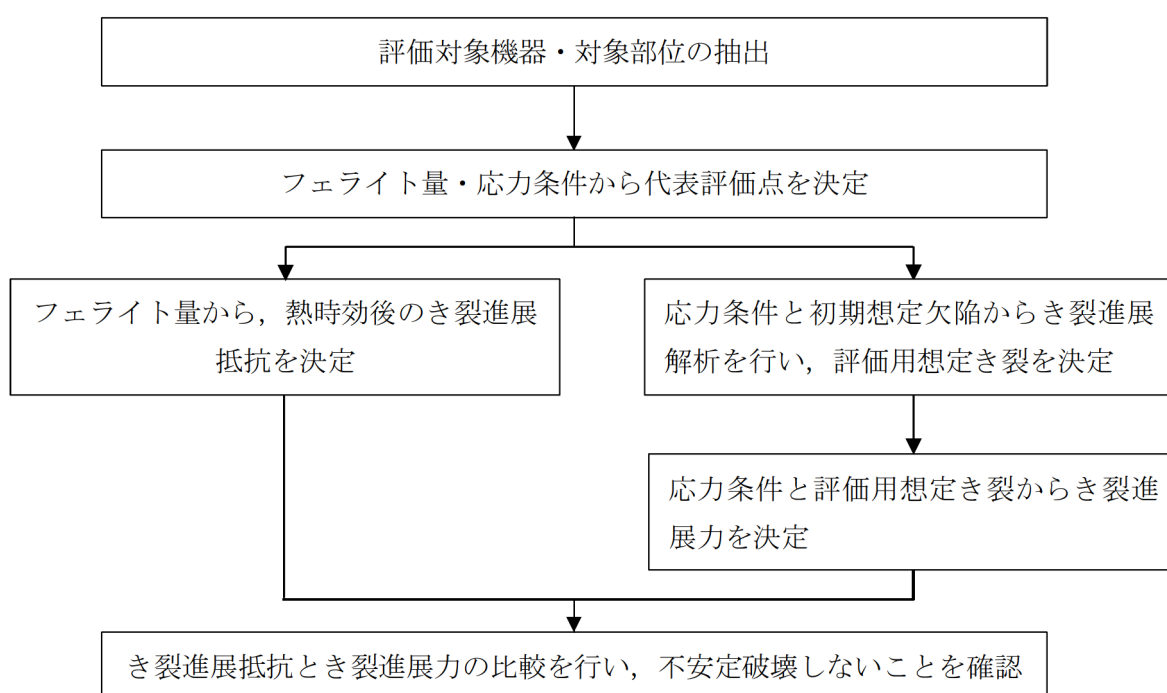 評価対象機器・対象部位の抽出
フェライト量・応力条件から代表評価点を決定
フェライト量から，熱時効後のき裂進展
抵抗を決定
応力条件と初期想定欠陥からき裂進展
解析を行い，評価用想定き裂を決定
応力条件と評価用想定き裂からき裂進
展力を決定
き裂進展抵抗とき裂進展力の比較を行い，不安定破壊しないことを確認